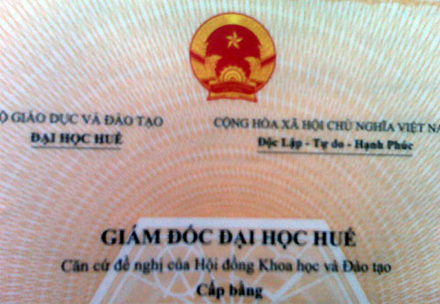 Ộ GIÁO DỤC VÀ ĐÀO TẠO
ĐẠI HỌC HUẾ
CỘNG HÒA XÃ HỘI CHỦ NGHĨA VIỆT NA
Độc Lập - Tự do - Hạnh Phúc
GIÁM ĐỐC ĐẠI HỌC HUẾ
Căn cứ đề nghị của Hội đồng Khoa học và Đào tạo
Cấp bằng